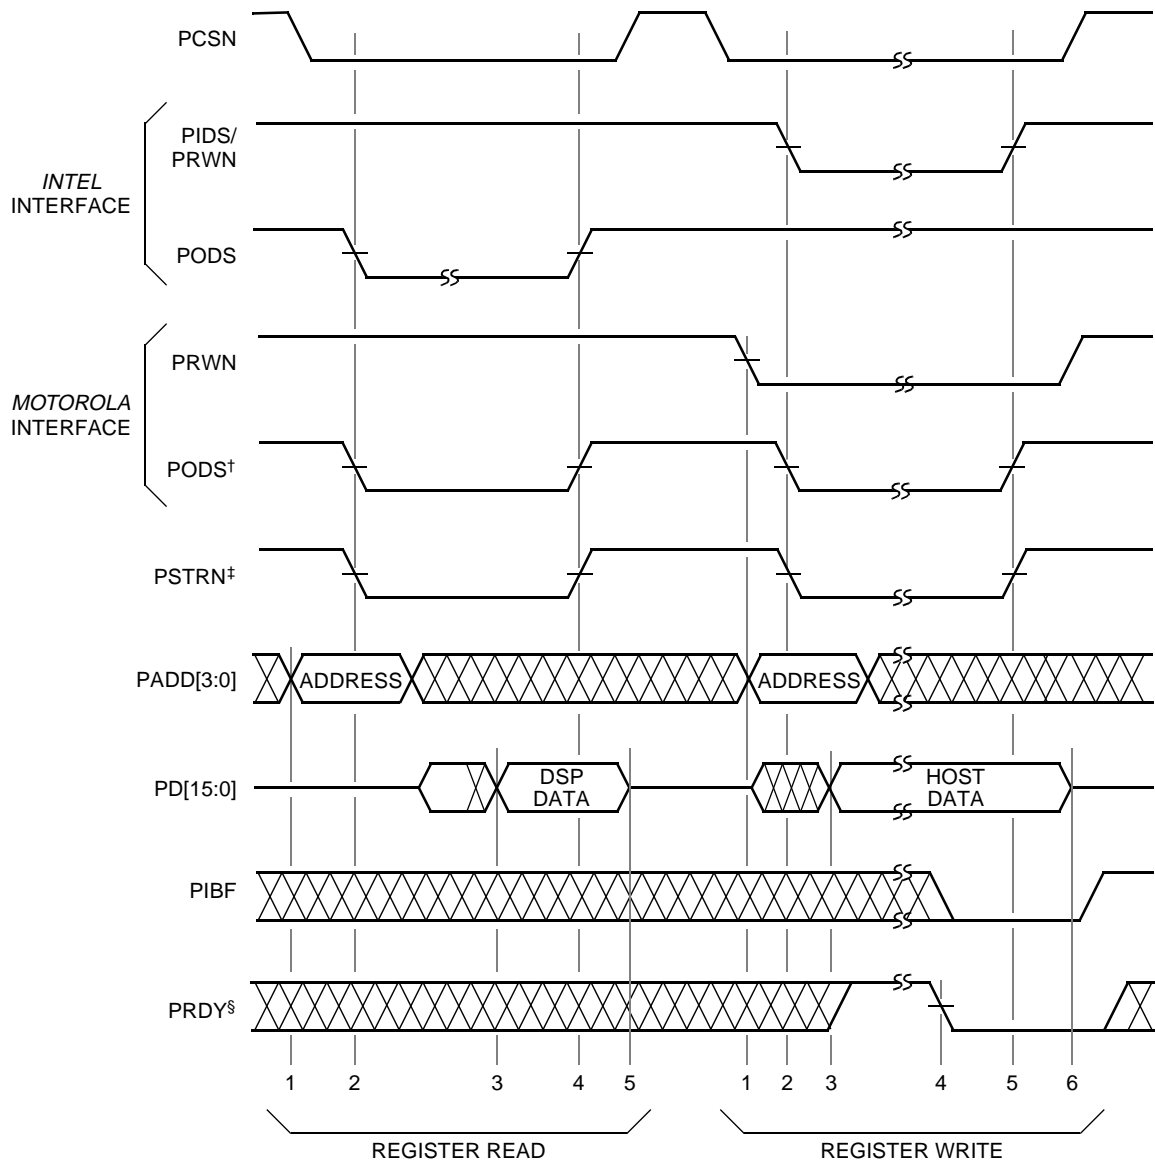 PCSN
PIDS/
PRWN
INTEL
INTERFACE
PODS
PRWN
MOTOROLA
INTERFACE
PODS†
PSTRN‡
PADD[3:0]
ADDRESS
ADDRESS
PD[15:0]
DSP
DATA
HOST
DATA
PIBF
PRDY§
1 2 3 4 5 1 2 3 4 5 6
REGISTER READ
REGISTER WRITE